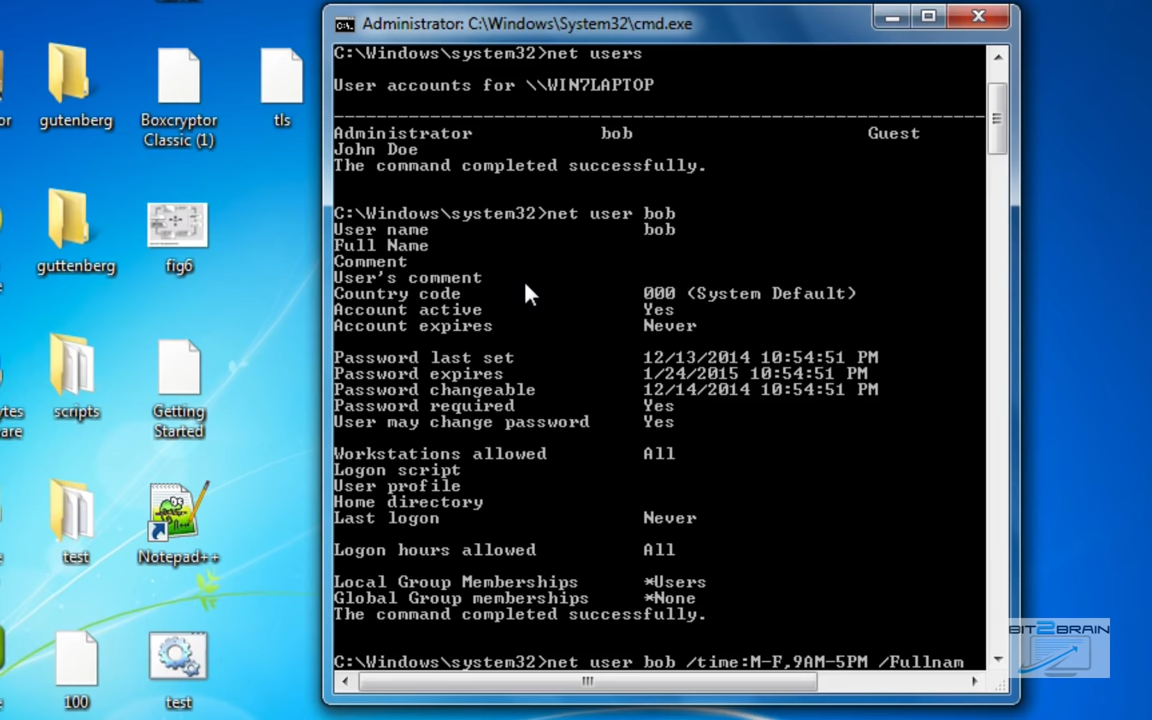 Administrator: C:\Windows\System32\cmd.exe
C:\Windows\system32>net users
User accounts for \\WIN7LAPTOP
-------------------------------------------------------------------------------
Administrator bob Guest
John Doe
The command completed successfully.
C:\Windows\system32>net user bob
User name bob
Full Name
Comment
User's comment
Country code 000 (System Default)
Account active Yes
Account expires Never
Password last set 12/13/2014 10:54:51 PM
Password expires 1/24/2015 10:54:51 PM
Password changeable 12/14/2014 10:54:51 PM
Password required Yes
User may change password Yes
Workstations allowed All
Logon script
User profile
Home directory
Last logon Never
Logon hours allowed All
Local Group Memberships *Users
Global Group memberships *None
The command completed successfully.
C:\Windows\system32>net user bob /time:M-F,9AM-5PM /Fullnam
gutenberg
Boxcryptor
Classic (1)
tls
guttenberg
fig6
scripts
Getting
Started
test
Notepad++
100
test
BIT2BRAIN